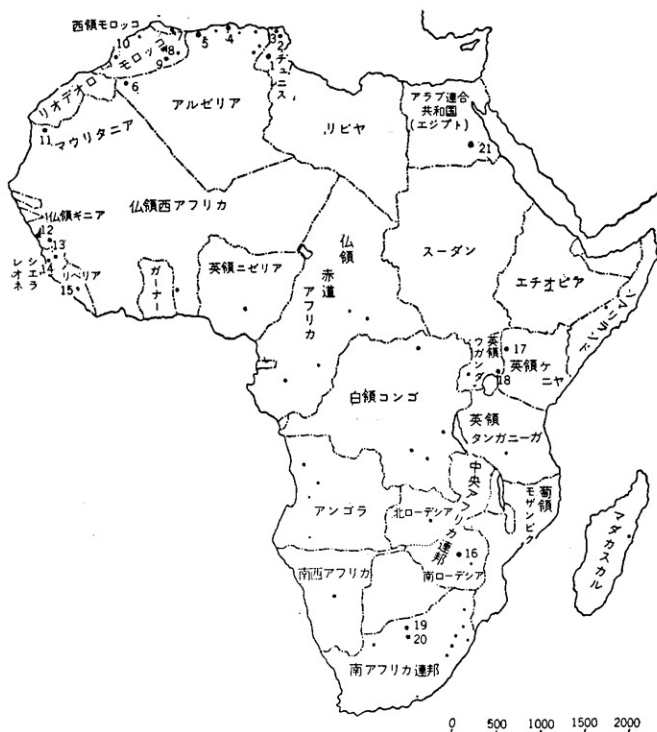 西領モロッコ
10
7
8
9
5
4
3
2
1
チュニス
モロッコ
リオデオロ
6
アルゼリア
リビヤ
アラブ連合
共和国
(エジプト)
21
11
マウリタニア
仏領西アフリカ
仏領ギニア
12
13
14
シエラ
レオネ
リベリア
15
ガーナー
英領ニゼリア
仏領
赤道
アフリカ
スーダン
エチオピア
ソマリランド
英領
ウガンダ
17
18
英領ケニヤ
白領コンゴ
英領
タンガニーガ
中央アフリカ連邦
葡領
モザンビク
マダカスカル
アンゴラ
北ローデシア
16
南ローデシア
南西アフリカ
19
20
南アフリカ連邦
0 500 1000 1500 2000